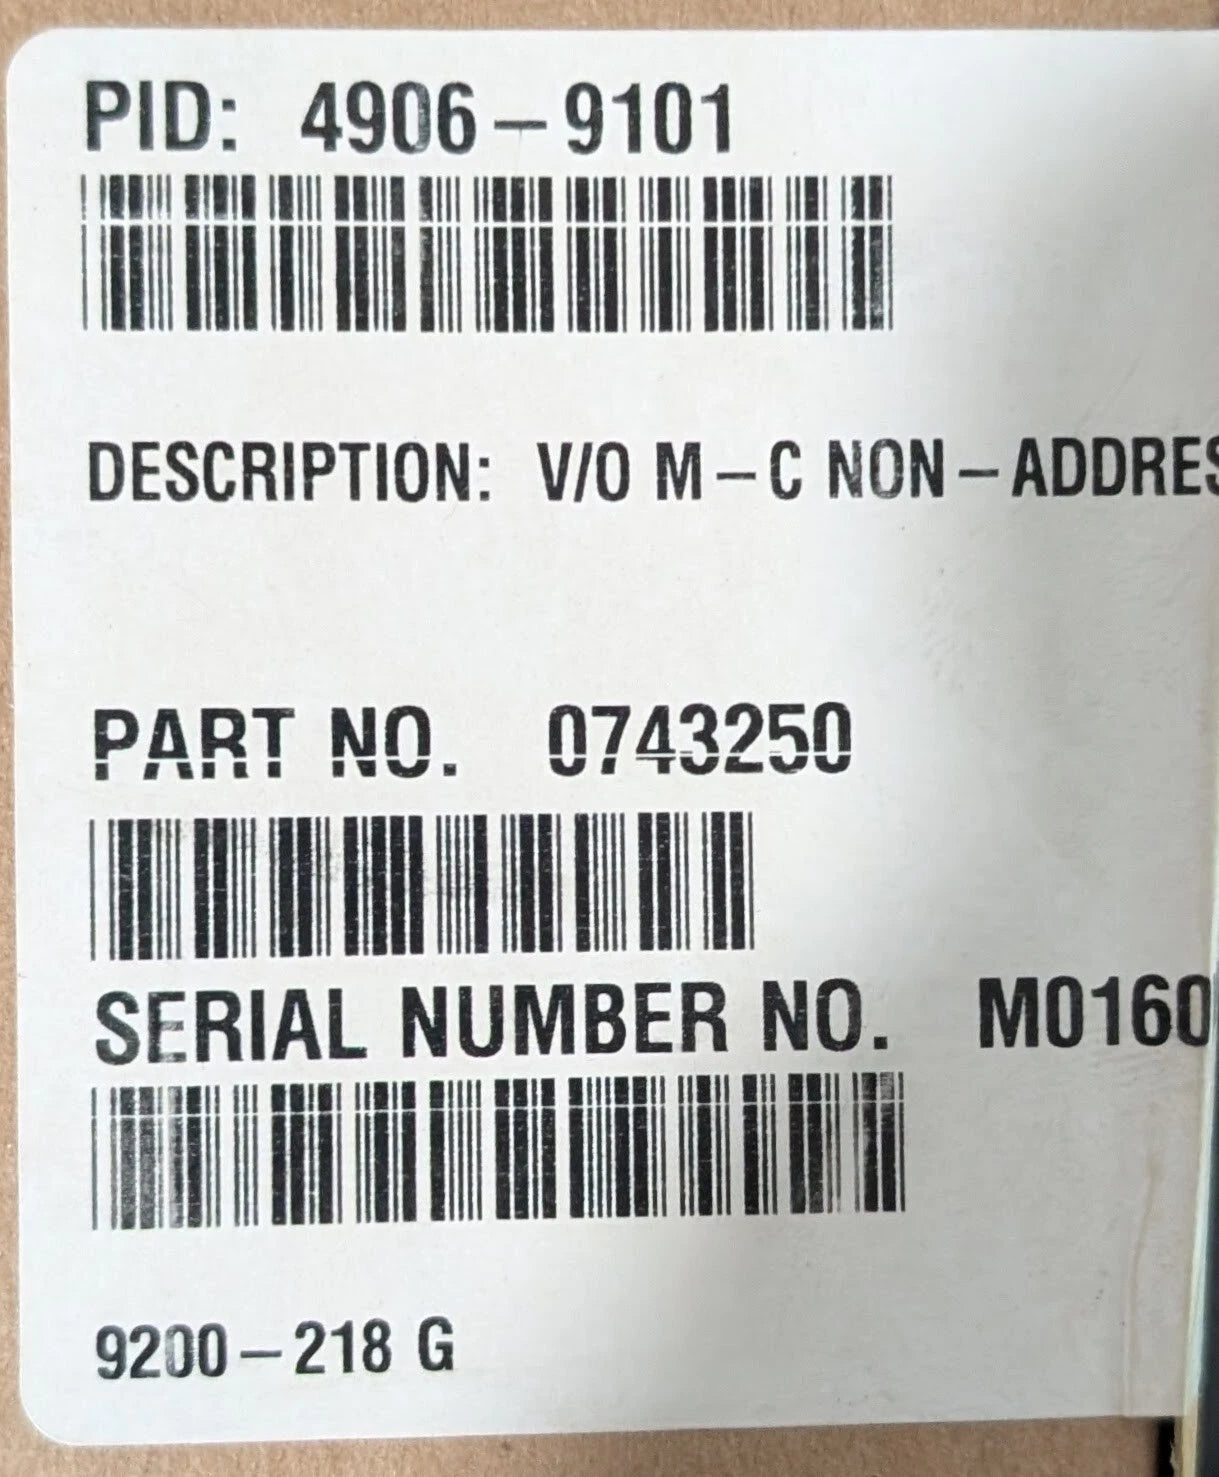 PID: 4906-9101
DESCRIPTION: V/O M-C NON-ADDRES
PART NO. 0743250
SERIAL NUMBER NO. M0160
9200-218 G